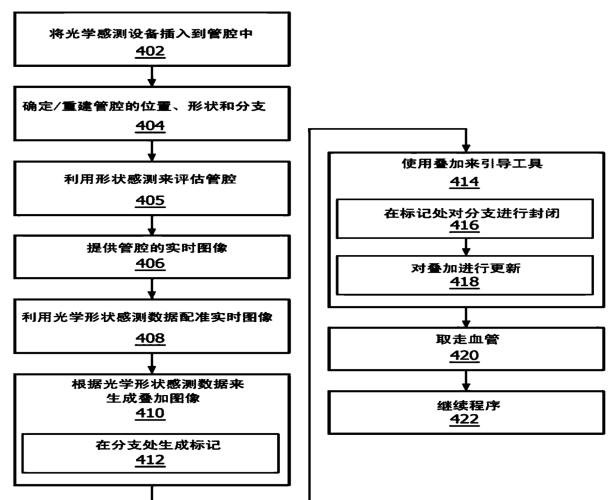 将光学感测设备插入到管腔中
402
确定/重建管腔的位置、形状和分支
404
利用形状感测来评估管腔
405
提供管腔的实时图像
406
利用光学形状感测数据配准实时图像
408
根据光学形状感测数据来
生成叠加图像
410
在分支处生成标记
412
使用叠加来引导工具
414
在标记处对分支进行封闭
416
对叠加进行更新
418
取走血管
420
继续程序
422